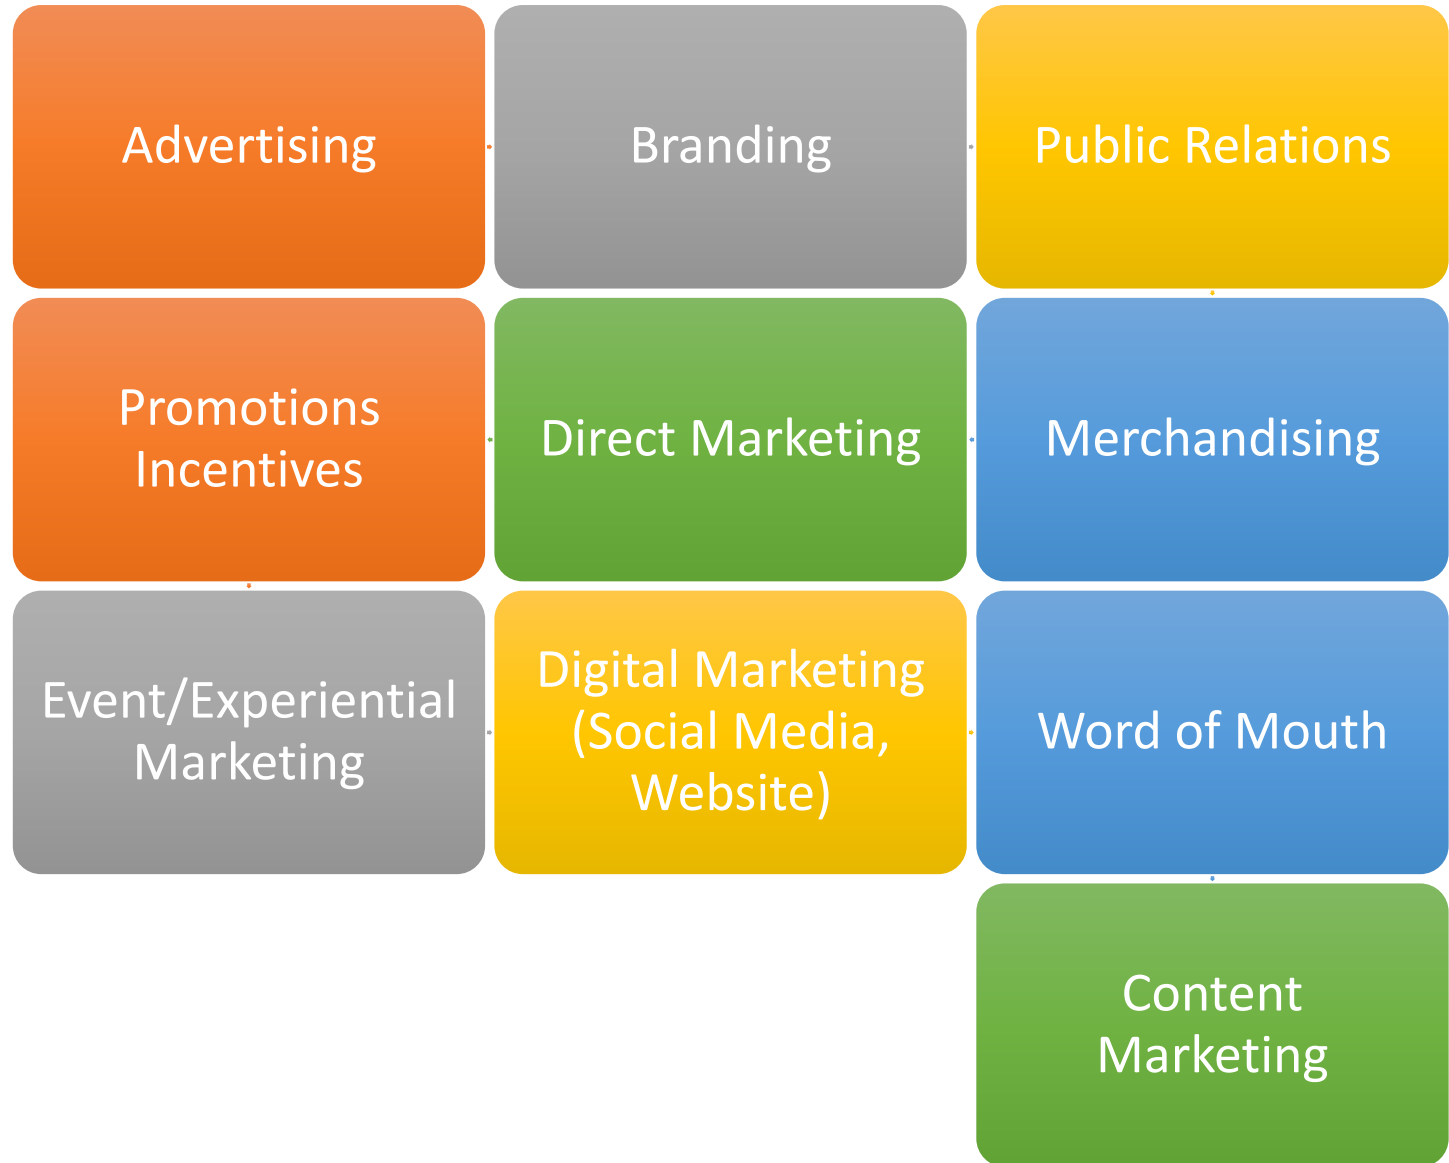 Advertising
Branding
Public Relations
Promotions
Incentives
Direct Marketing
Merchandising
Event/Experiential
Marketing
Digital Marketing
(Social Media,
Website)
Word of Mouth
Content
Marketing